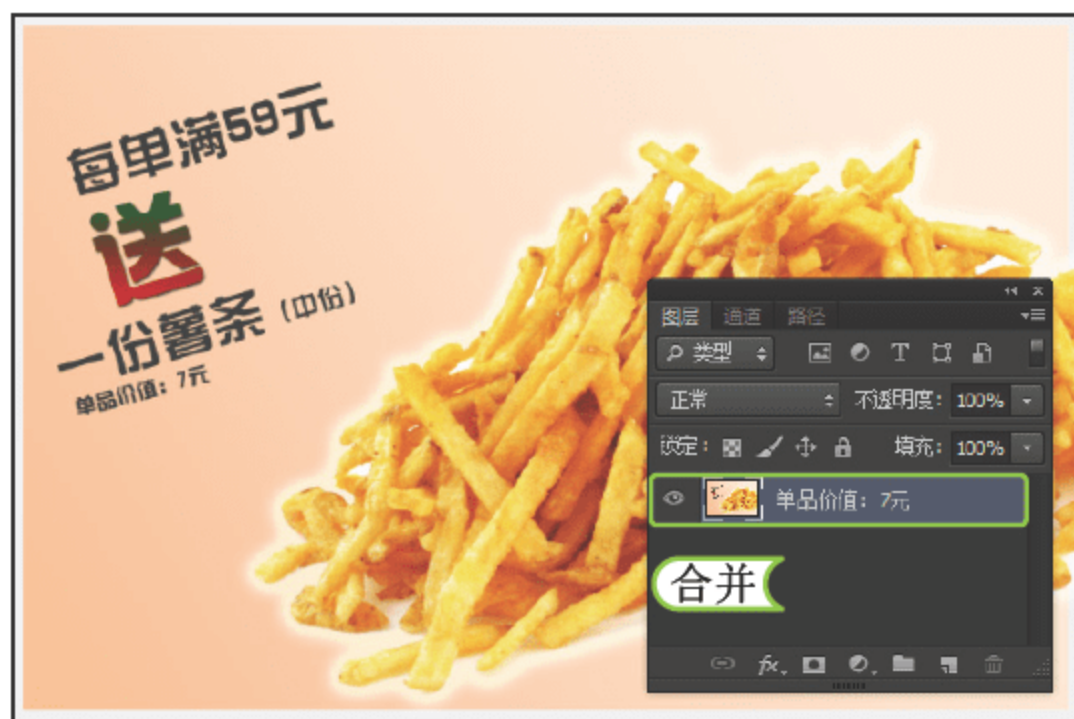 每单满59元
送
一份薯条（中份）
单品价值：7元
图层 通道 路径
类型
正常 不透明度：100%
锁定： 填充：100%
单品价值：7元
合并
fx